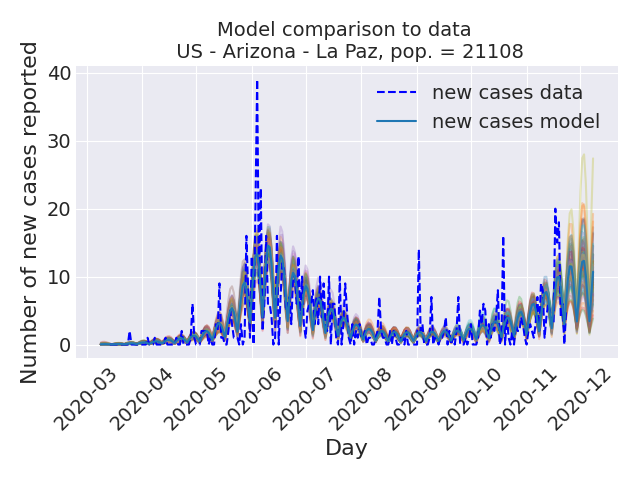 Model comparison to data
US - Arizona - La Paz, pop. = 21108
Number of new cases reported
40
30
20
10
0
new cases data
new cases model
2020-03
2020-04
2020-05
2020-06
2020-07
2020-08
2020-09
2020-10
2020-11
2020-12
Day